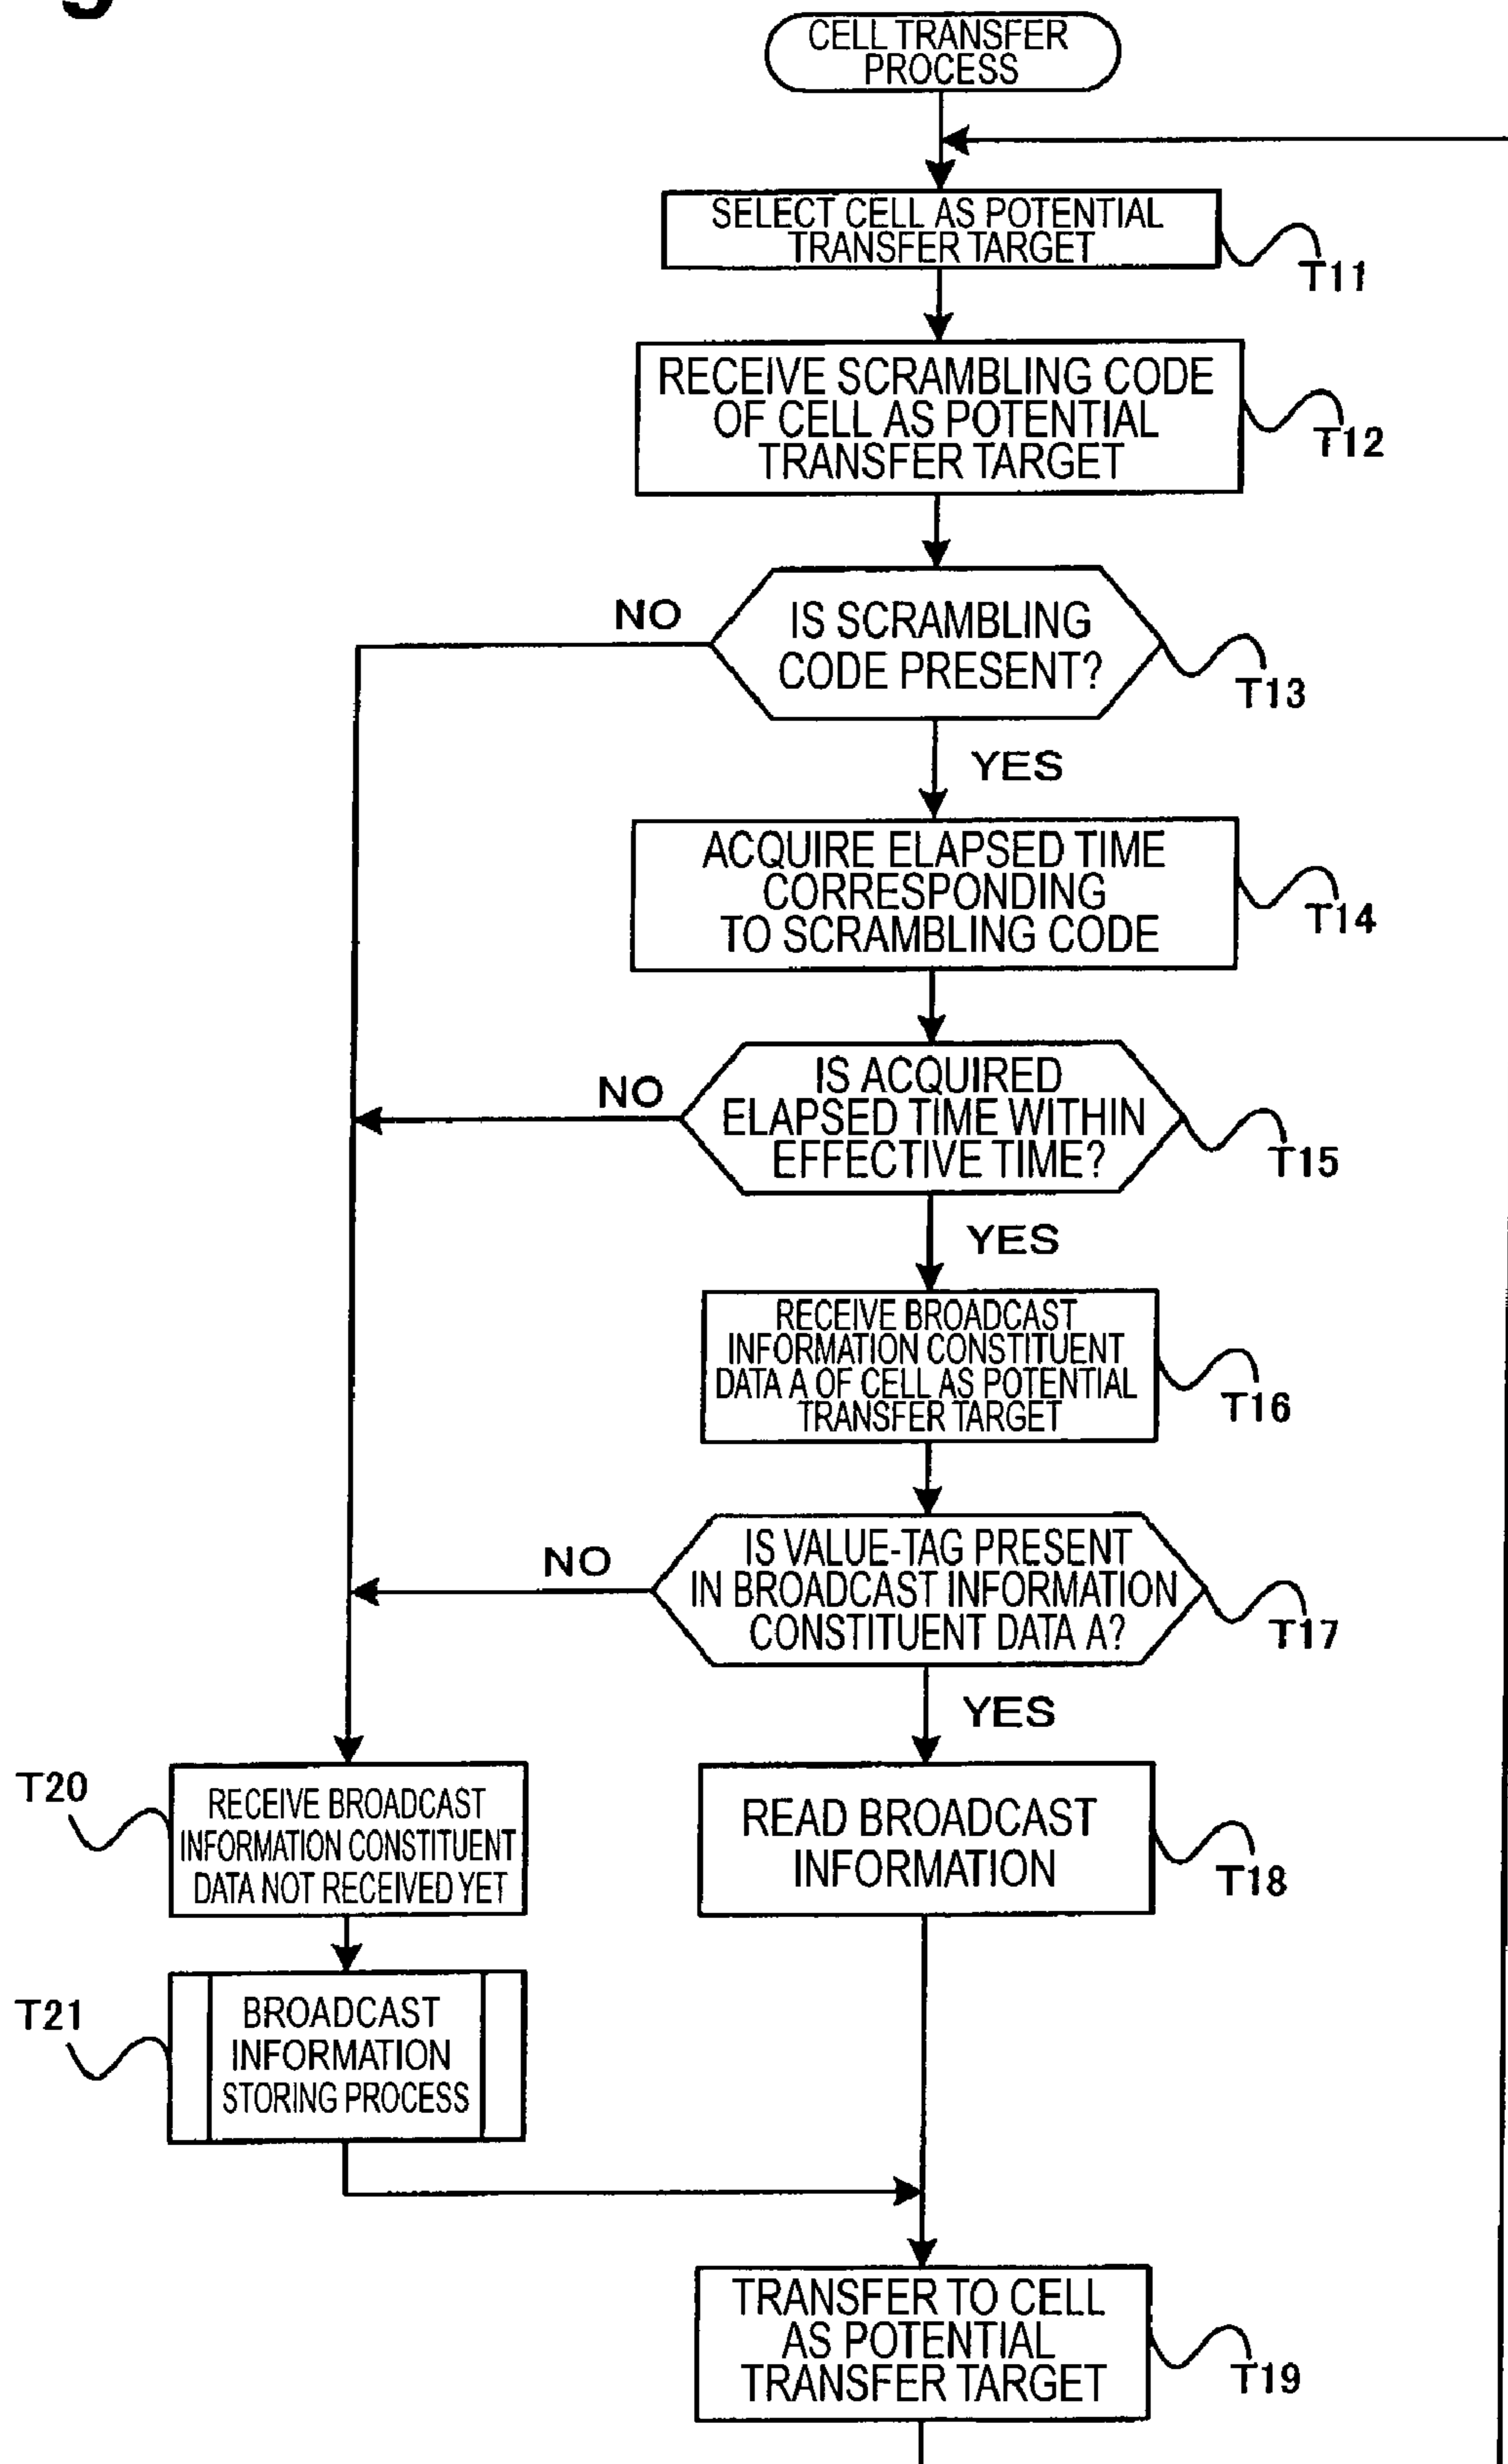 CELL TRANSFER
PROCESS
SELECT CELL AS POTENTIAL
TRANSFER TARGET
T11
RECEIVE SCRAMBLING CODE
OF CELL AS POTENTIAL
TRANSFER TARGET
T12
NO
IS SCRAMBLING
CODE PRESENT?
T13
YES
ACQUIRE ELAPSED TIME
CORRESPONDING
TO SCRAMBLING CODE
T14
NO
IS ACQUIRED
ELAPSED TIME WITHIN
EFFECTIVE TIME?
T15
YES
RECEIVE BROADCAST
INFORMATION CONSTITUENT
DATA A OF CELL AS POTENTIAL
TRANSFER TARGET
T16
NO
IS VALUE-TAG PRESENT
IN BROADCAST INFORMATION
CONSTITUENT DATA A?
T17
YES
T20
RECEIVE BROADCAST
INFORMATION CONSTITUENT
DATA NOT RECEIVED YET
READ BROADCAST
INFORMATION
T18
T21
BROADCAST
INFORMATION
STORING PROCESS
TRANSFER TO CELL
AS POTENTIAL
TRANSFER TARGET
T19